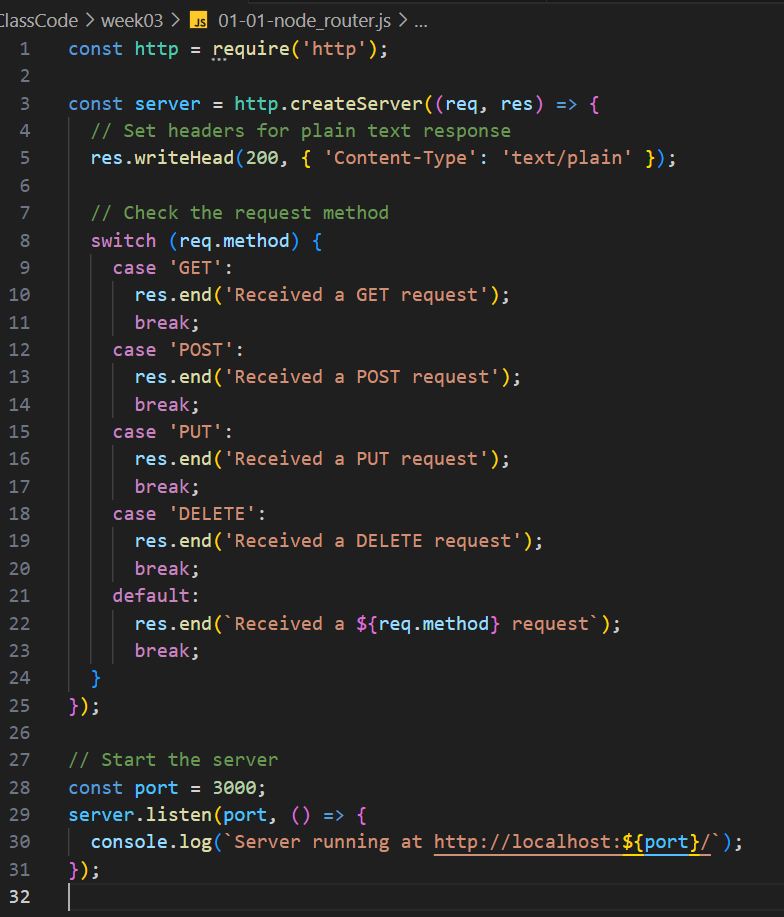 ClassCode > week03 > JS 01-01-node_router.js > ...
1 const http = require('http');
2
3 const server = http.createServer((req, res) => {
4   // Set headers for plain text response
5   res.writeHead(200, { 'Content-Type': 'text/plain' });
6
7   // Check the request method
8   switch (req.method) {
9     case 'GET':
10       res.end('Received a GET request');
11       break;
12     case 'POST':
13       res.end('Received a POST request');
14       break;
15     case 'PUT':
16       res.end('Received a PUT request');
17       break;
18     case 'DELETE':
19       res.end('Received a DELETE request');
20       break;
21     default:
22       res.end(`Received a ${req.method} request`);
23       break;
24   }
25 });
26
27 // Start the server
28 const port = 3000;
29 server.listen(port, () => {
30   console.log(`Server running at http://localhost:${port}/`);
31 });
32